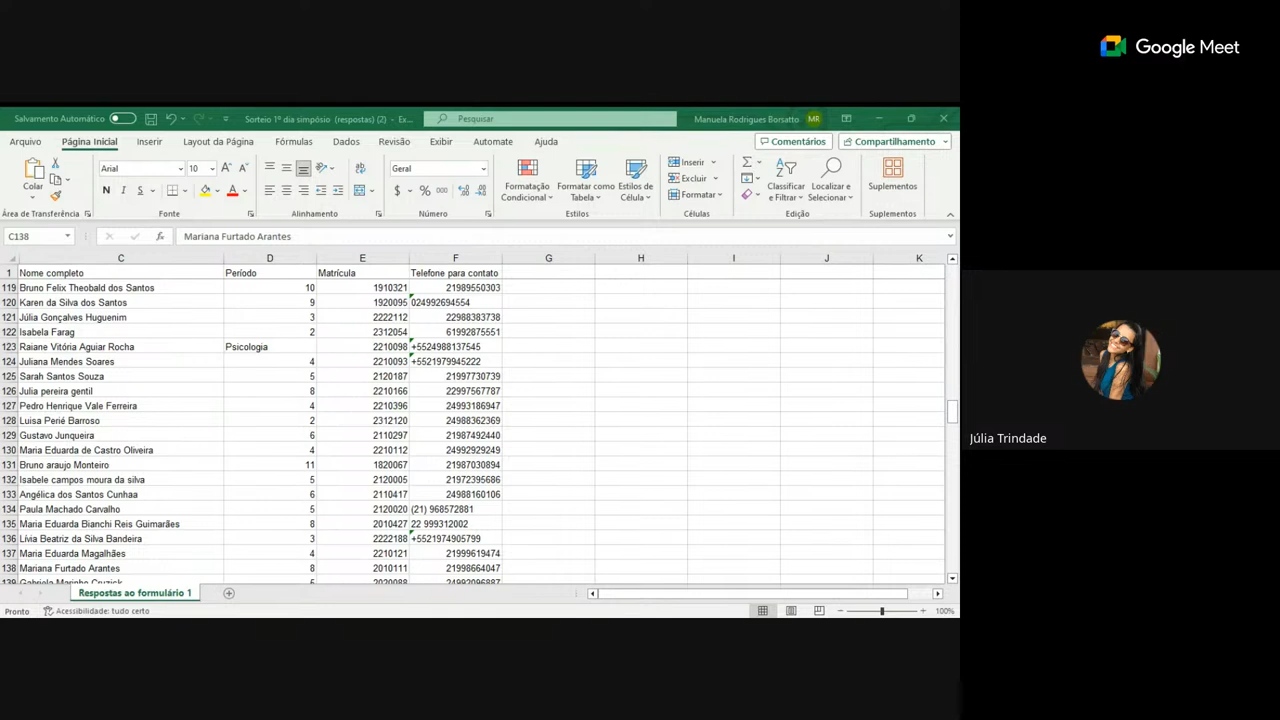 Google Meet
Salvamento Automático
Sorteio 1º dia simpósio (respostas) (2) - Ex...
Pesquisar
Manuela Rodrigues Borsatto
MR
Arquivo Página Inicial Inserir Layout da Página Fórmulas Dados Revisão Exibir Automate Ajuda
Comentários
Compartilhamento
Colar
Arial 10
N I S
Geral
Formatação Condicional
Formatar como Tabela
Estilos de Célula
Inserir
Excluir
Formatar
Classificar e Filtrar
Localizar e Selecionar
Suplementos
Área de Transferência Fonte Alinhamento Número Estilos Células Edição Suplementos
C138 fx Mariana Furtado Arantes
C D E F G H I J K
1 Nome completo Período Matrícula Telefone para contato
119 Bruno Felix Theobald dos Santos 10 1910321 21989550303
120 Karen da Silva dos Santos 9 1920095 024992694554
121 Júlia Gonçalves Huguenim 3 2222112 22988383738
122 Isabela Farag 2 2312054 61992875551
123 Raiane Vitória Aguiar Rocha Psicologia 2210098 +5524988137545
124 Juliana Mendes Soares 4 2210093 +5521979945222
125 Sarah Santos Souza 5 2120187 21997730739
126 Julia pereira gentil 8 2210166 22997567787
127 Pedro Henrique Vale Ferreira 4 2210396 24993186947
128 Luisa Perié Barroso 2 2312120 24988362369
129 Gustavo Junqueira 6 2110297 21987492440
130 Maria Eduarda de Castro Oliveira 4 2210112 24992929249
131 Bruno araujo Monteiro 11 1820067 21987030894
132 Isabele campos moura da silva 5 2120005 21972395686
133 Angélica dos Santos Cunhaa 6 2110417 24988160106
134 Paula Machado Carvalho 5 2120020 (21) 968572881
135 Maria Eduarda Bianchi Reis Guimarães 8 2010427 22 999312002
136 Lívia Beatriz da Silva Bandeira 3 2222188 +5521974905799
137 Maria Eduarda Magalhães 4 2210121 21999619474
138 Mariana Furtado Arantes 8 2010111 21998664047
139 Gabriela Marinho Cruzick 6 2020088 24992096887
Respostas ao formulário 1
Pronto Acessibilidade: tudo certo 100%
Júlia Trindade